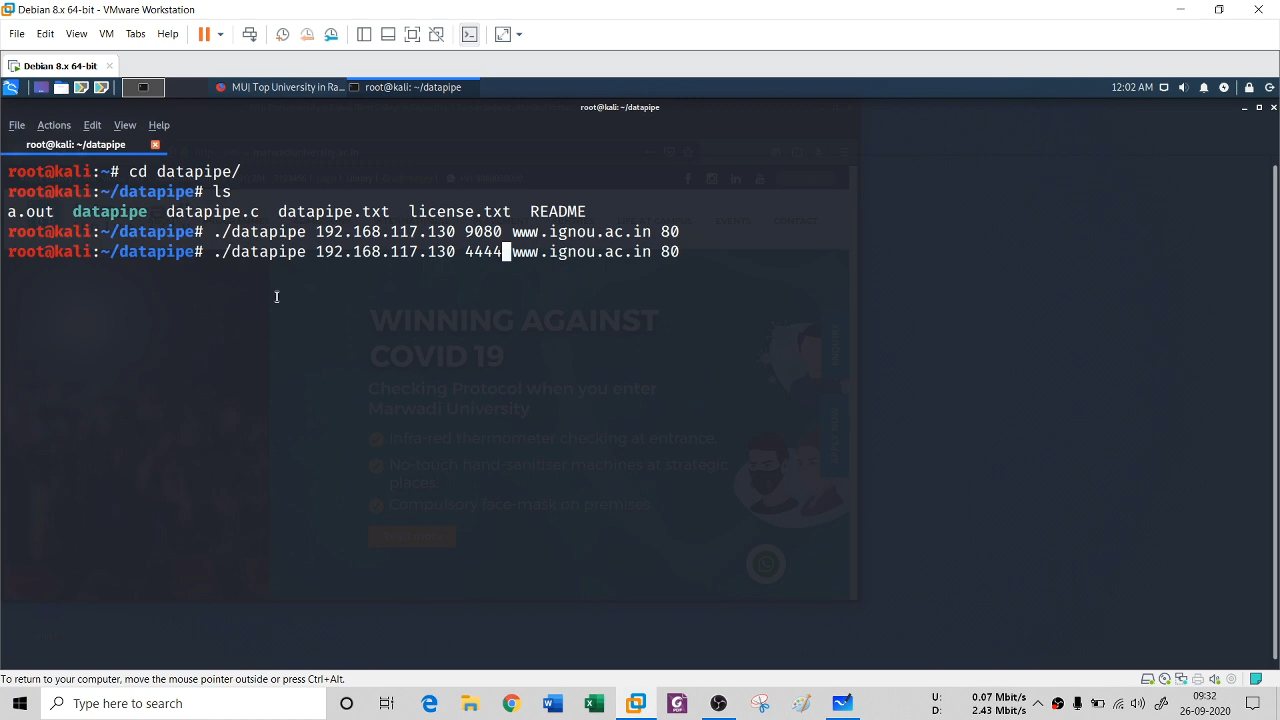 Debian 8.x 64-bit - VMware Workstation
File Edit View VM Tabs Help
Debian 8.x 64-bit
MU| Top University in Ra...
root@kali: ~/datapipe
12:02 AM
root@kali: ~/datapipe
File Actions Edit View Help
root@kali: ~/datapipe
root@kali:~# cd datapipe/
root@kali:~/datapipe# ls
a.out datapipe datapipe.c datapipe.txt license.txt README
root@kali:~/datapipe# ./datapipe 192.168.117.130 9080 www.ignou.ac.in 80
root@kali:~/datapipe# ./datapipe 192.168.117.130 4444 www.ignou.ac.in 80
WINNING AGAINST
COVID 19
Checking Protocol when you enter
Marwadi University
Infra-red thermometer checking at entrance.
No-touch hand-sanitiser machines at strategic
places.
Compulsory face-mask on premises
ENQUIRY
APPLY NOW
To return to your computer, move the mouse pointer outside or press Ctrl+Alt.
Type here to search
U: 0.07 Mbit/s
D: 2.43 Mbit/s
09:32
26-09-2020